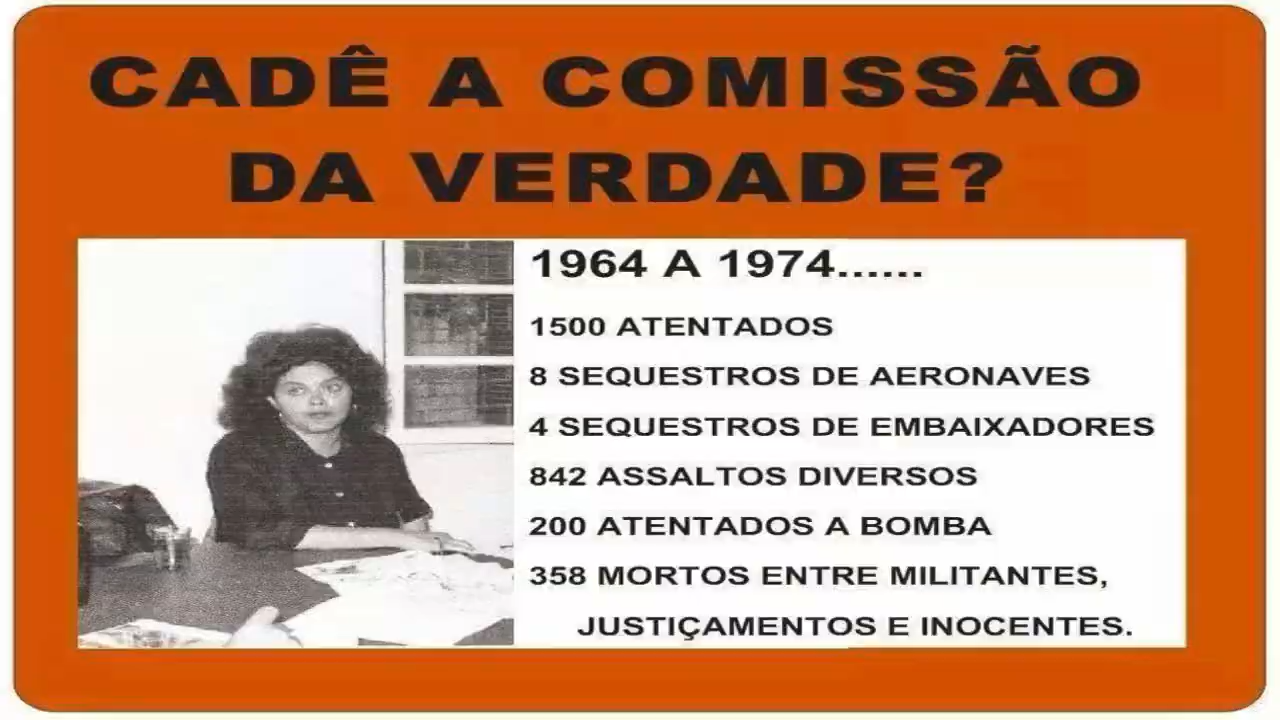 CADÊ A COMISSÃO
DA VERDADE?
1964 A 1974......
1500 ATENTADOS
8 SEQUESTROS DE AERONAVES
4 SEQUESTROS DE EMBAIXADORES
842 ASSALTOS DIVERSOS
200 ATENTADOS A BOMBA
358 MORTOS ENTRE MILITANTES,
JUSTIÇAMENTOS E INOCENTES.